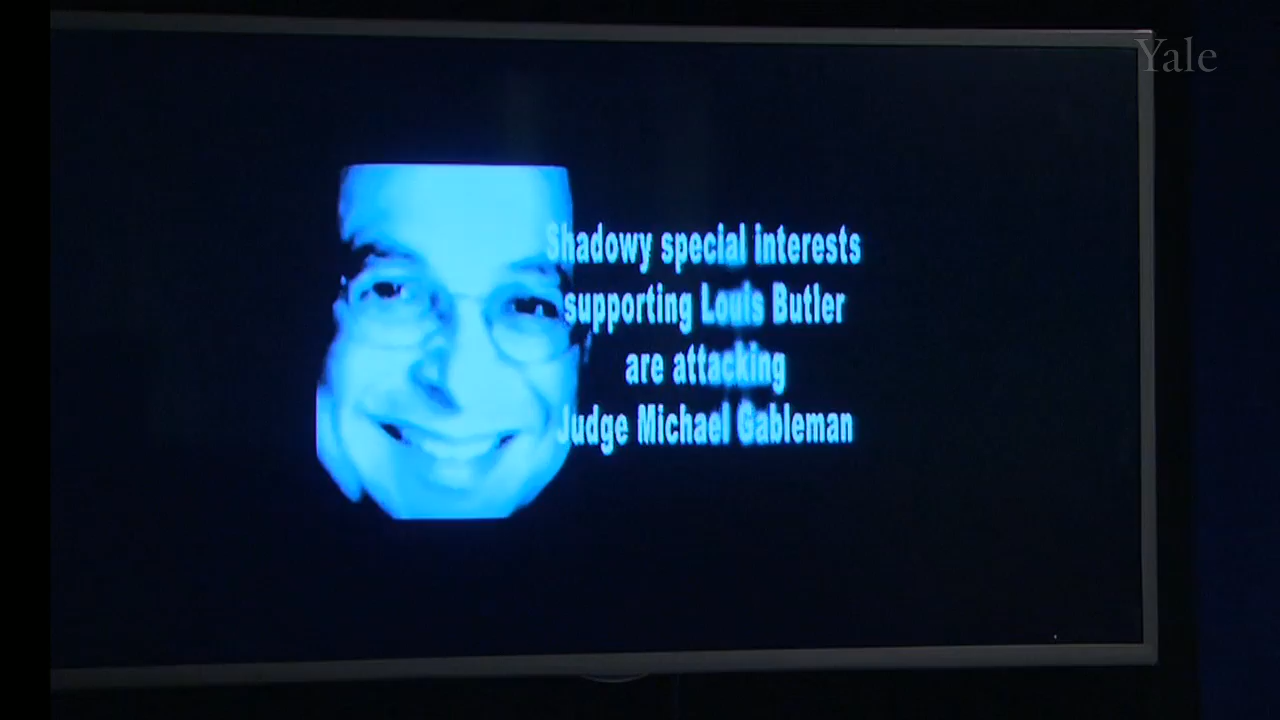 Yale
Shadowy special interests
supporting Louis Butler
are attacking
Judge Michael Gableman